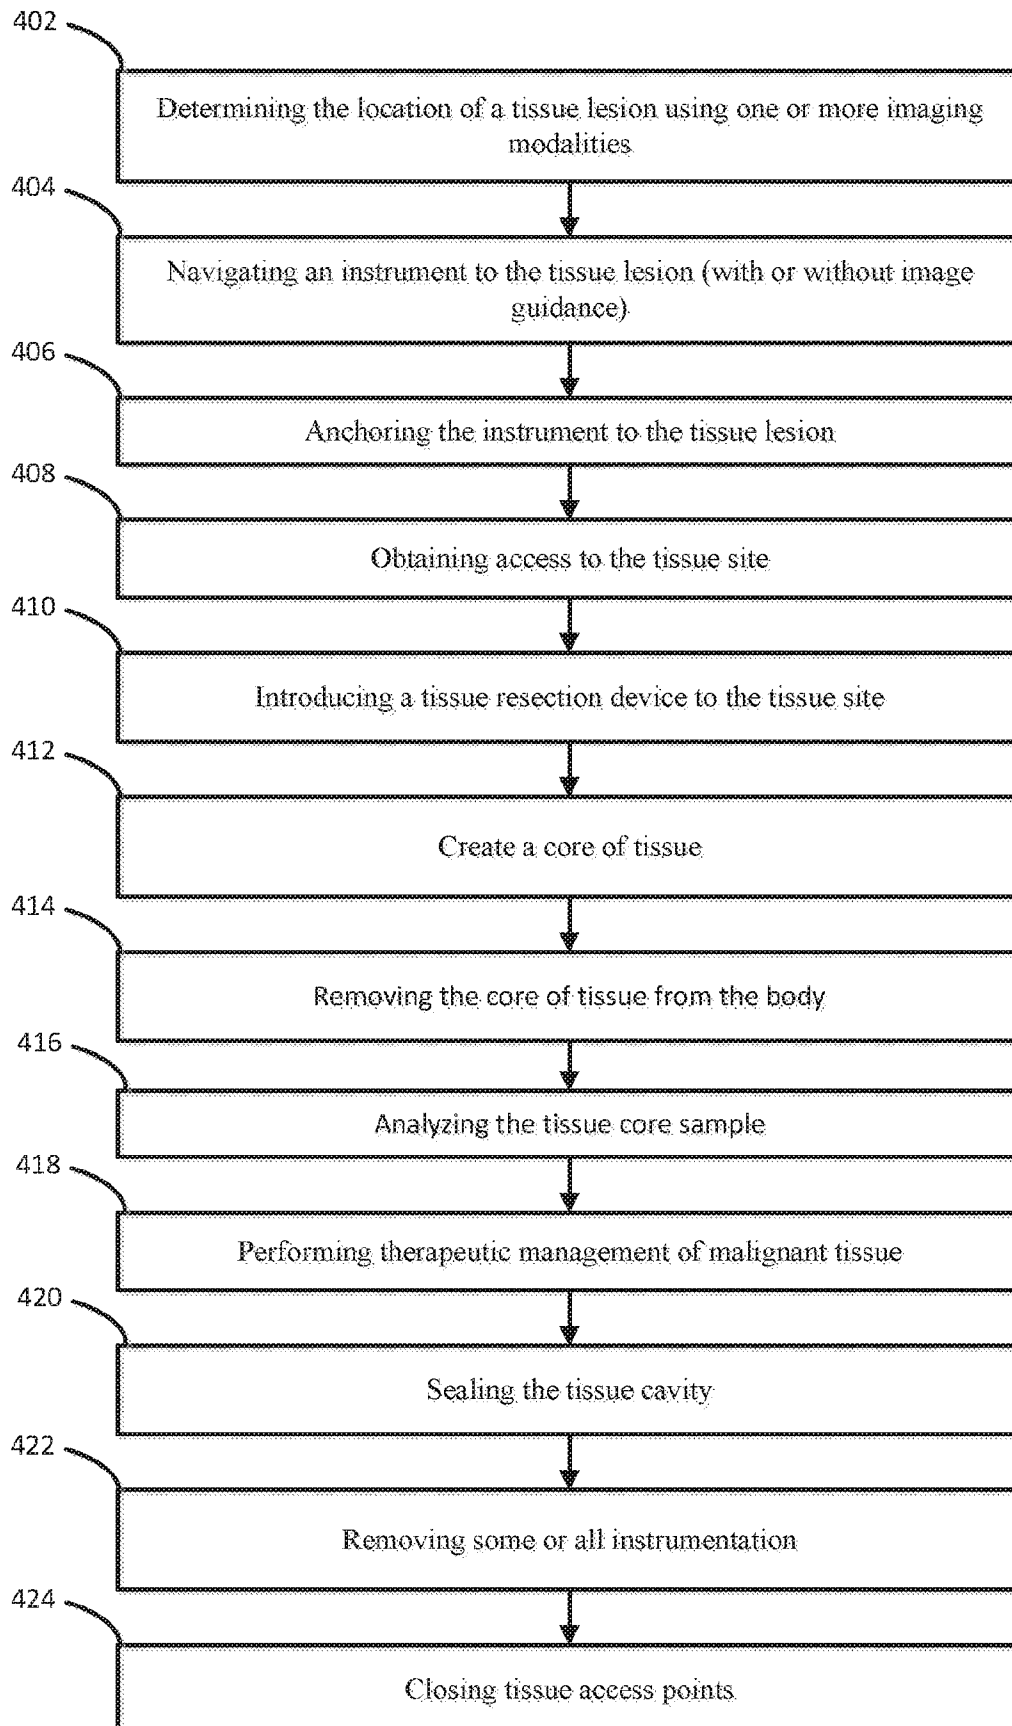 402
Determining the location of a tissue lesion using one or more imaging
modalities
404
Navigating an instrument to the tissue lesion (with or without image
guidance)
406
Anchoring the instrument to the tissue lesion
408
Obtaining access to the tissue site
410
Introducing a tissue resection device to the tissue site
412
Create a core of tissue
414
Removing the core of tissue from the body
416
Analyzing the tissue core sample
418
Performing therapeutic management of malignant tissue
420
Sealing the tissue cavity
422
Removing some or all instrumentation
424
Closing tissue access points